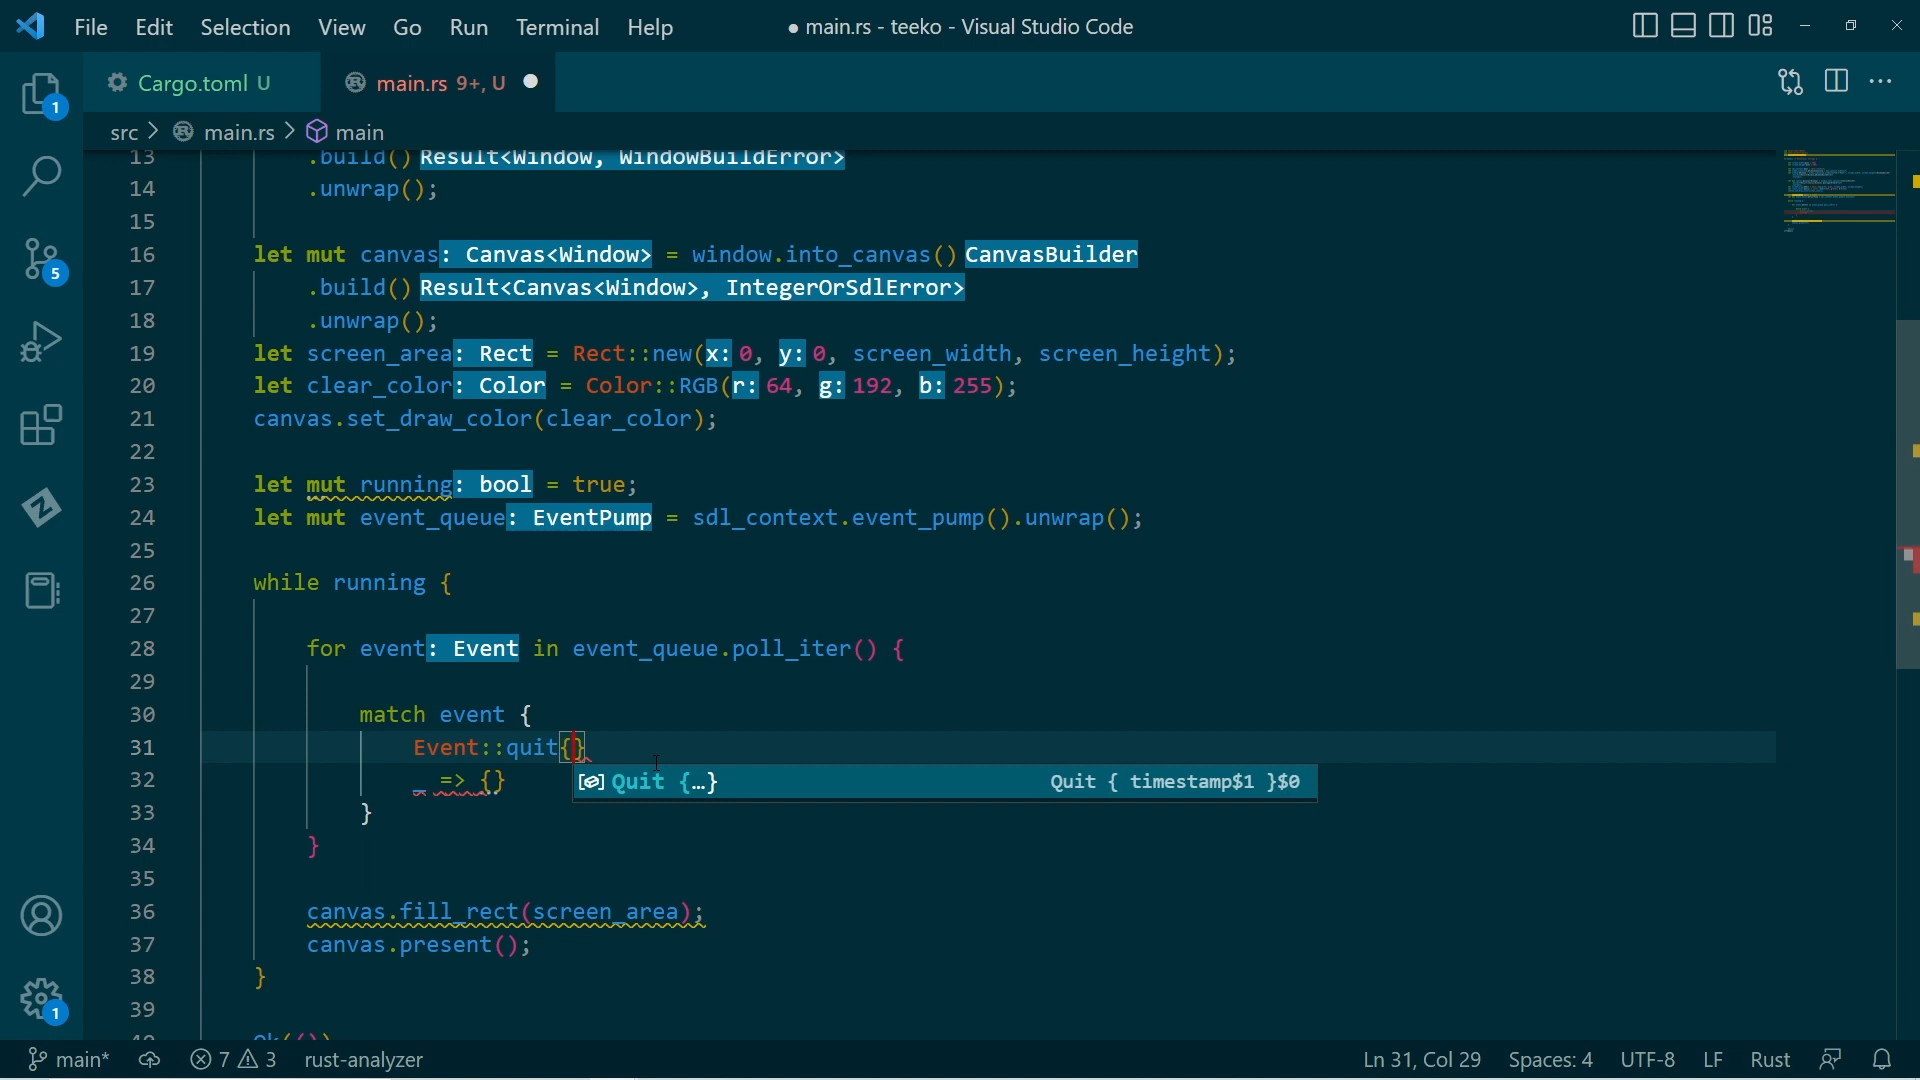 File Edit Selection View Go Run Terminal Help ● main.rs - teeko - Visual Studio Code
Cargo.toml U main.rs 9+, U
src > main.rs > main
13 .build() Result<Window, WindowBuildError>
14 .unwrap();
15
16 let mut canvas: Canvas<Window> = window.into_canvas() CanvasBuilder
17 .build() Result<Canvas<Window>, IntegerOrSdlError>
18 .unwrap();
19 let screen_area: Rect = Rect::new(x: 0, y: 0, screen_width, screen_height);
20 let clear_color: Color = Color::RGB(r: 64, g: 192, b: 255);
21 canvas.set_draw_color(clear_color);
22
23 let mut running: bool = true;
24 let mut event_queue: EventPump = sdl_context.event_pump().unwrap();
25
26 while running {
27
28 for event: Event in event_queue.poll_iter() {
29
30 match event {
31 Event::quit{}
32 _ => {}
Quit {…} Quit { timestamp$1 }$0
33 }
34 }
35
36 canvas.fill_rect(screen_area);
37 canvas.present();
38 }
39
40 Ok(())
1
5
1
main* 7 3 rust-analyzer Ln 31, Col 29 Spaces: 4 UTF-8 LF Rust